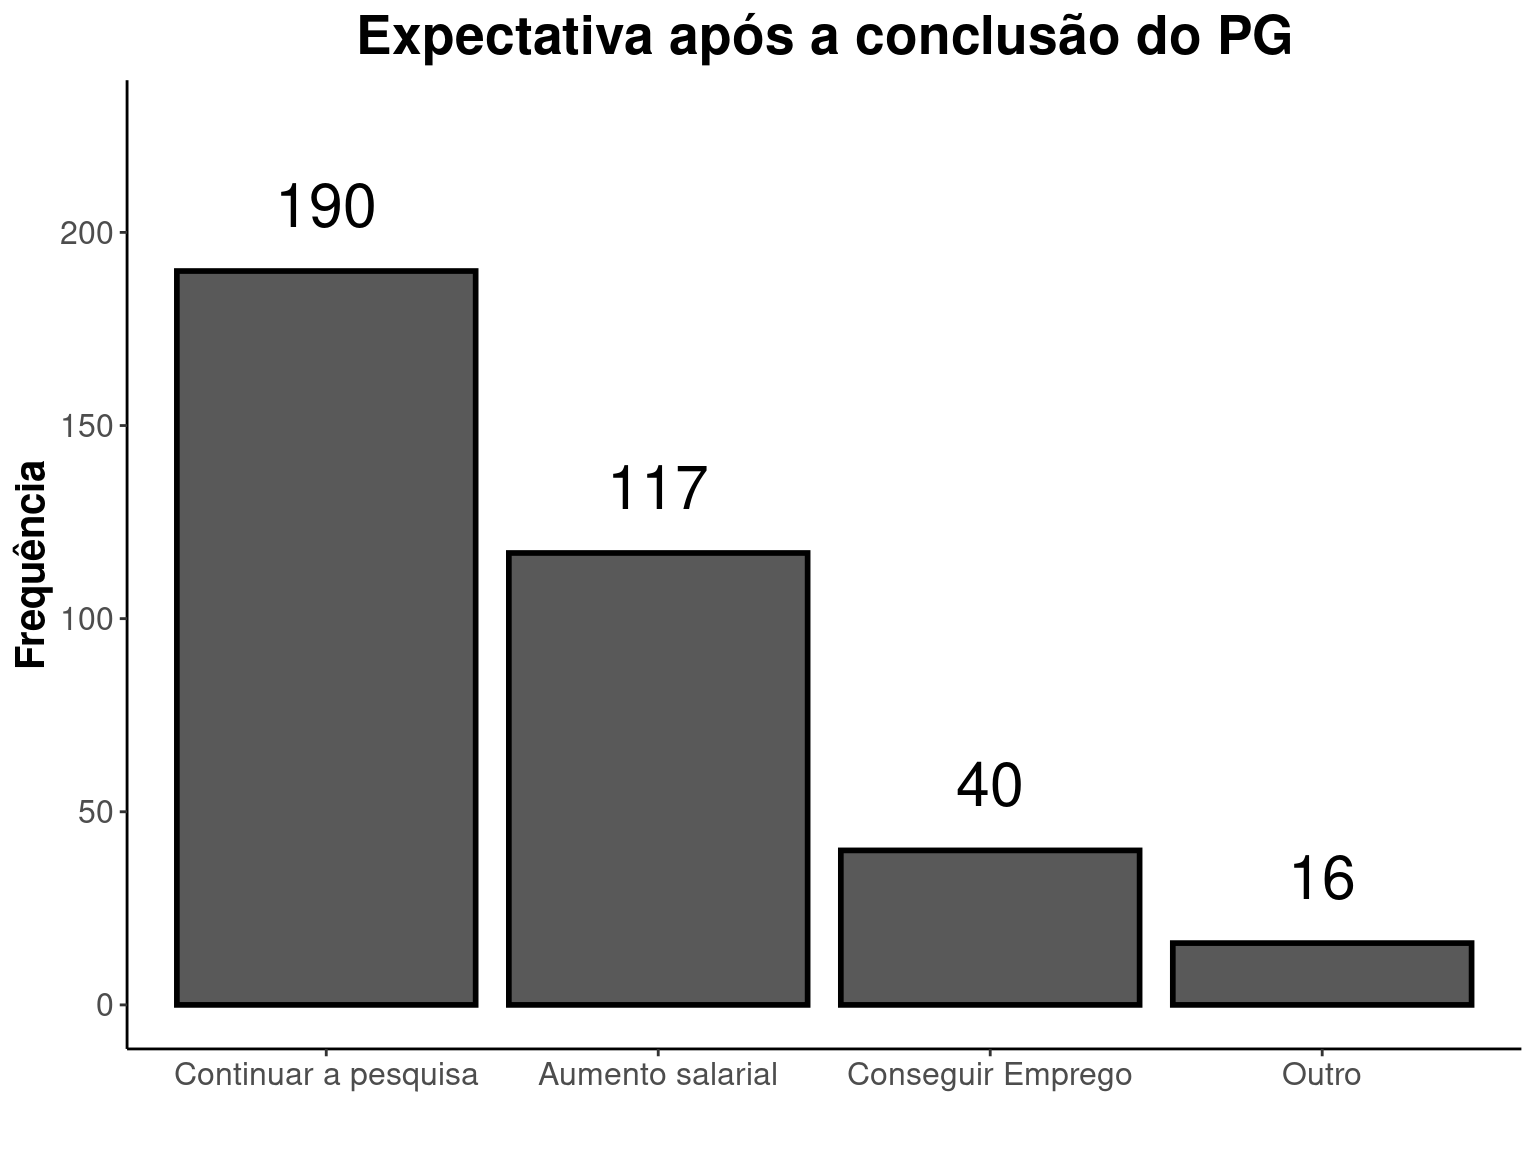 Expectativa após a conclusão do PG
190
117
40
16
200
150
100
50
0
Frequência
Continuar a pesquisa
Aumento salarial
Conseguir Emprego
Outro